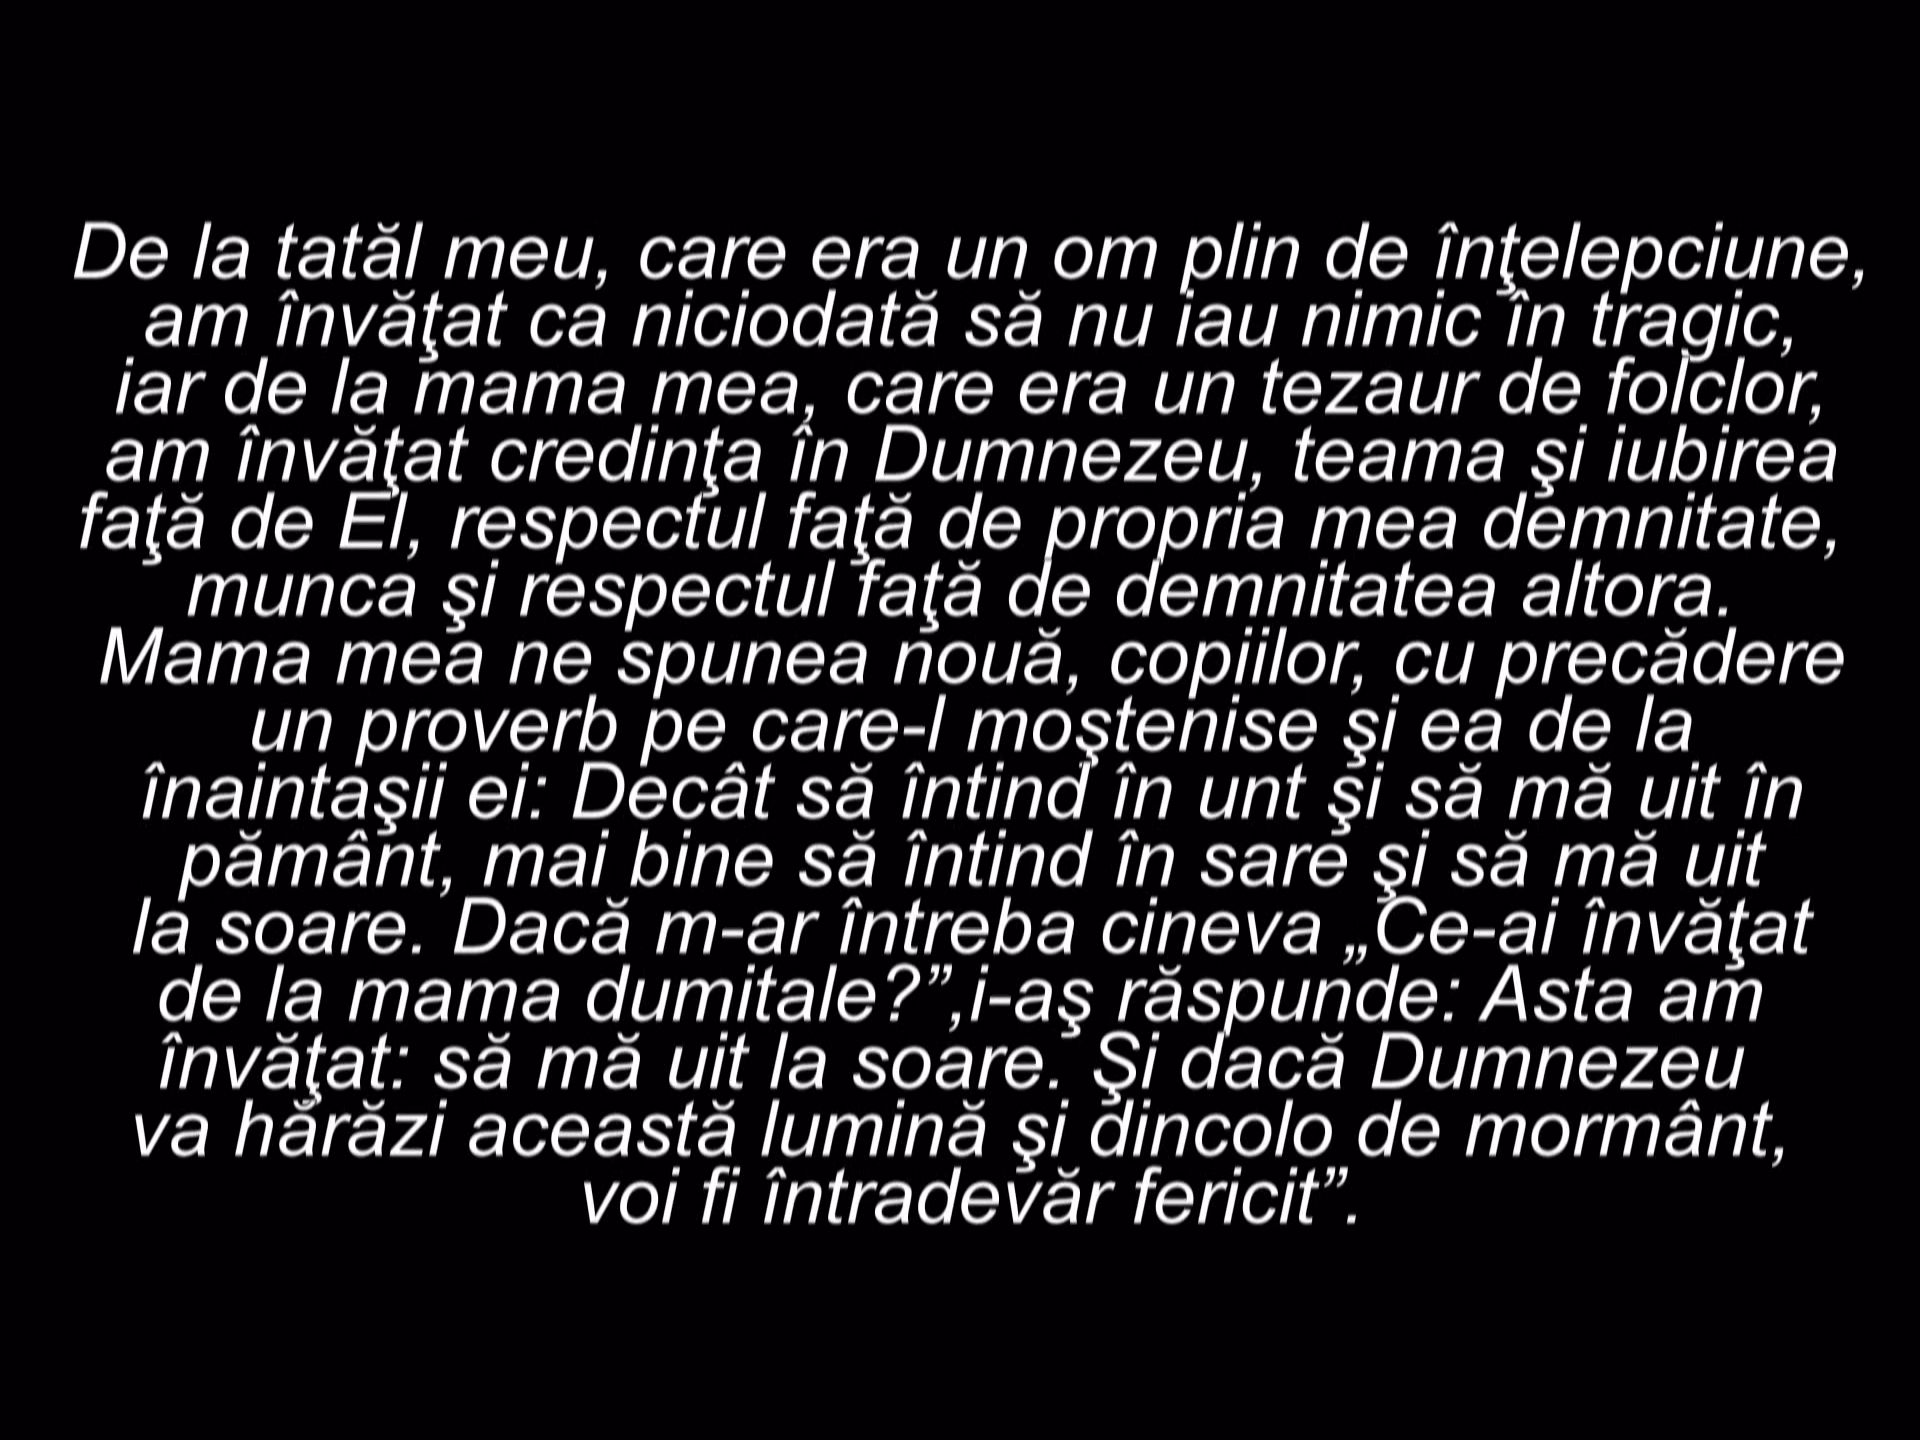 De la tatăl meu, care era un om plin de înţelepciune,
am învăţat ca niciodată să nu iau nimic în tragic,
iar de la mama mea, care era un tezaur de folclor,
am învăţat credinţa în Dumnezeu, teama şi iubirea
faţă de El, respectul faţă de propria mea demnitate,
munca şi respectul faţă de demnitatea altora.
Mama mea ne spunea nouă, copiilor, cu precădere
un proverb pe care-l moştenise şi ea de la
înaintaşii ei: Decât să întind în unt şi să mă uit în
pământ, mai bine să întind în sare şi să mă uit
la soare. Dacă m-ar întreba cineva „Ce-ai învăţat
de la mama dumitale?”,i-aş răspunde: Asta am
învăţat: să mă uit la soare. Şi dacă Dumnezeu
va hărăzi această lumină şi dincolo de mormânt,
voi fi întradevăr fericit”.